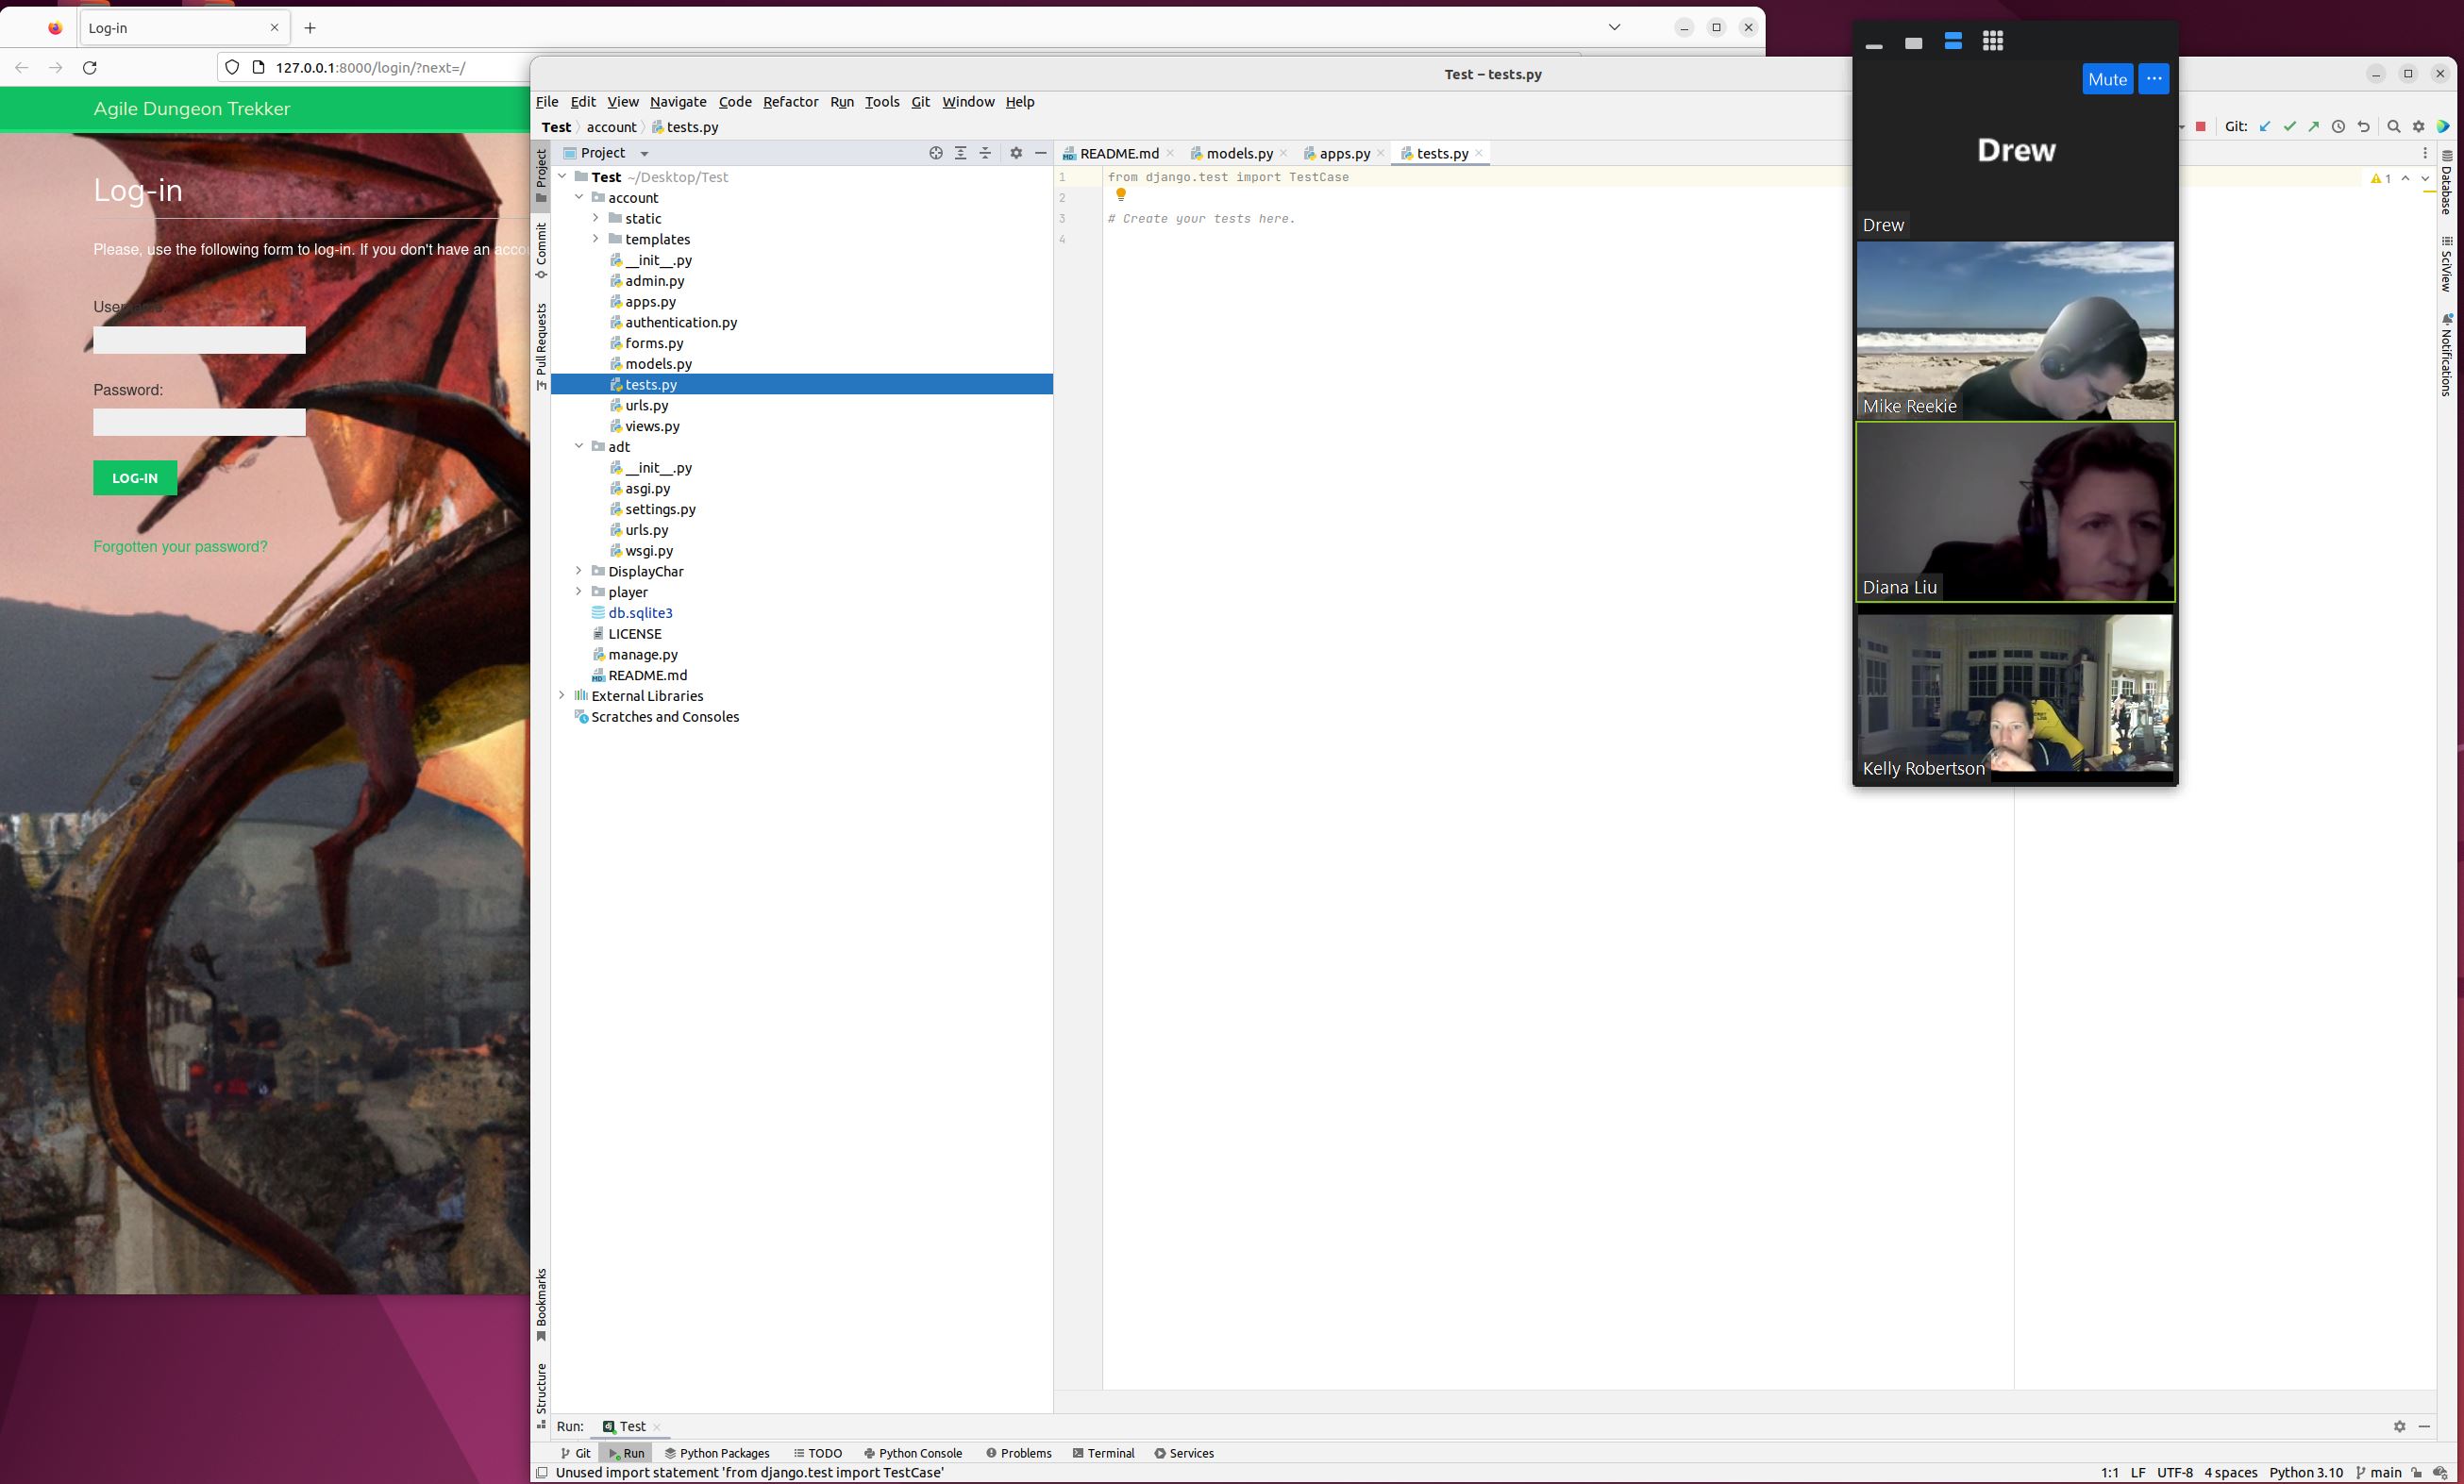 Log-in
127.0.0.1:8000/login/?next=/
Agile Dungeon Trekker
Log-in
Please, use the following form to log-in. If you don't have an acco
Username:
Password:
LOG-IN
Forgotten your password?
Test – tests.py
File Edit View Navigate Code Refactor Run Tools Git Window Help
Test account tests.py
Git:
Project
README.md models.py apps.py tests.py
Project
Commit
Pull Requests
Bookmarks
Structure
Test ~/Desktop/Test
account
static
templates
__init__.py
admin.py
apps.py
authentication.py
forms.py
models.py
tests.py
urls.py
views.py
adt
__init__.py
asgi.py
settings.py
urls.py
wsgi.py
DisplayChar
player
db.sqlite3
LICENSE
manage.py
README.md
External Libraries
Scratches and Consoles
1 from django.test import TestCase
2
3 # Create your tests here.
4
1
Database
SciView
Notifications
Mute ...
Drew
Drew
Mike Reekie
Diana Liu
Kelly Robertson
Run: Test
Git Run Python Packages TODO Python Console Problems Terminal Services
Unused import statement 'from django.test import TestCase'
1:1 LF UTF-8 4 spaces Python 3.10 main